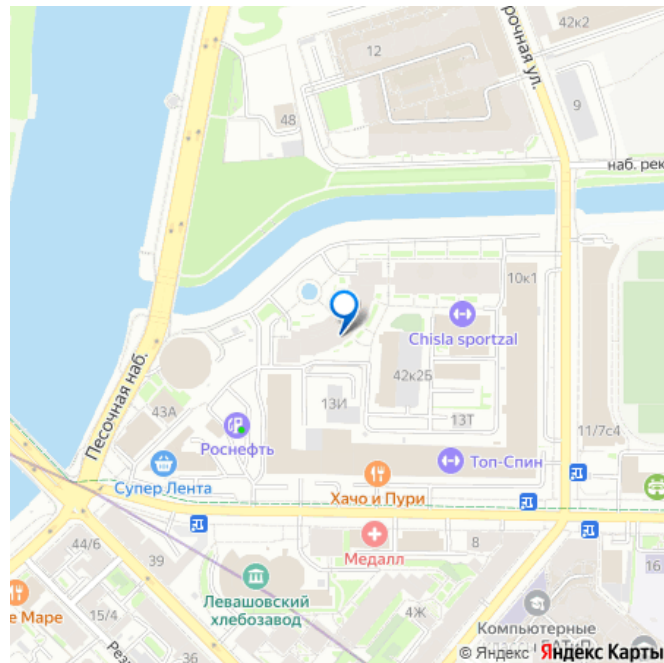 42к2
12
рочная ул.
9
48
наб. рек
10к1
Chisla sportzal
42к2Б
Песочная наб.
13И
13Т
43А
11/7с4
Роснефть
Топ-Спин
Супер Лента
Хачо и Пури
44/6
39
Медалл
8
16
Левашовский
хлебозавод
е Маре
15/4
36
4Ж
Компьютерные
© Яндекс Яндекс Карты